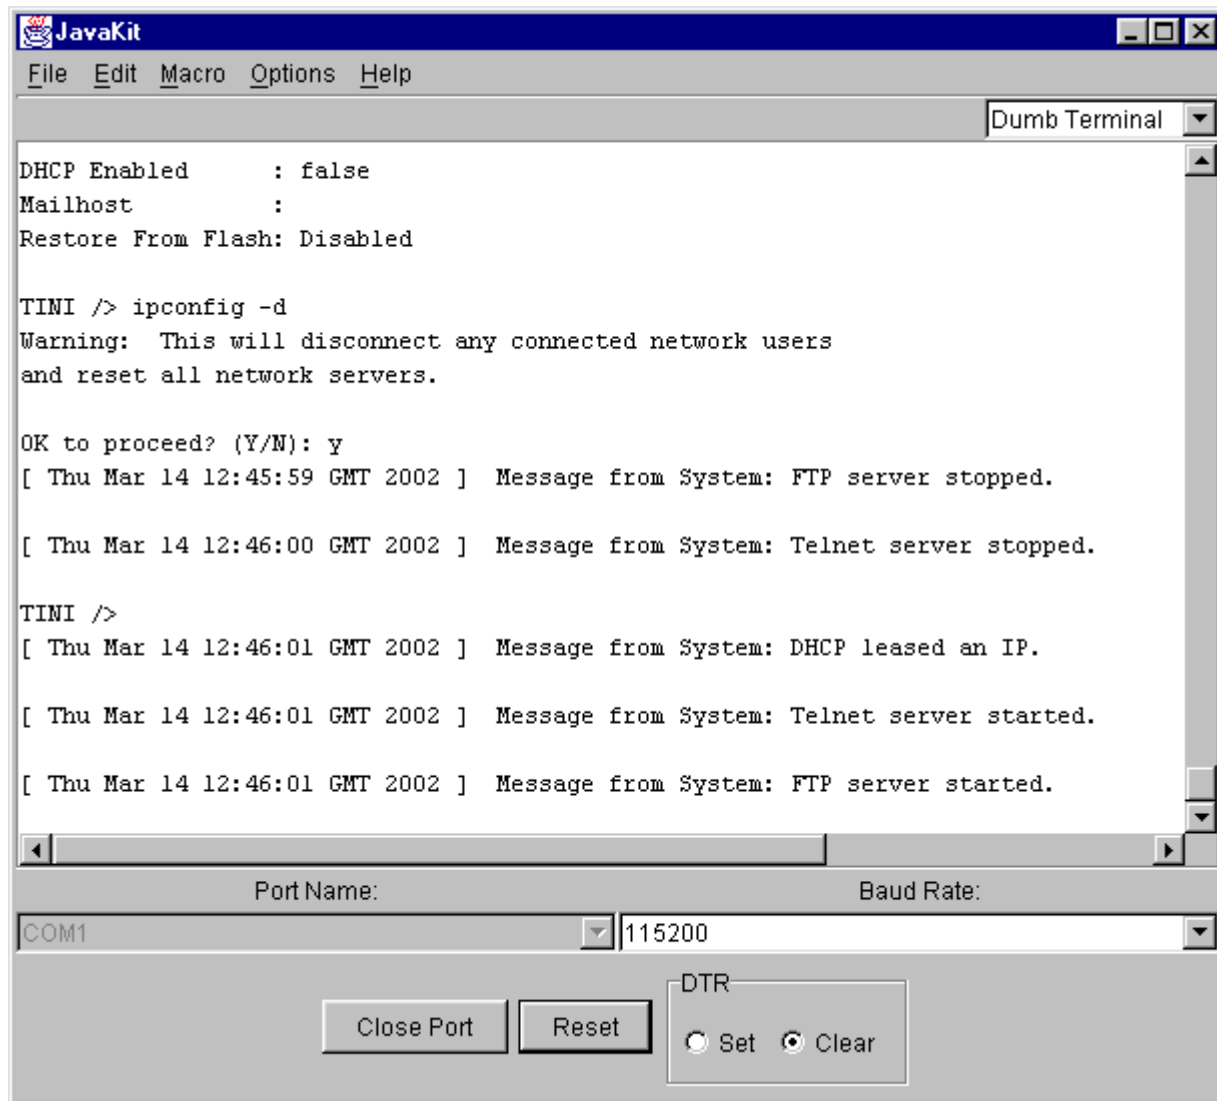 JavaKit
File Edit Macro Options Help
Dumb Terminal
DHCP Enabled      : false
Mailhost          :
Restore From Flash: Disabled
TINI /> ipconfig -d
Warning:  This will disconnect any connected network users
and reset all network servers.
OK to proceed? (Y/N): y
[ Thu Mar 14 12:45:59 GMT 2002 ]  Message from System: FTP server stopped.
[ Thu Mar 14 12:46:00 GMT 2002 ]  Message from System: Telnet server stopped.
TINI />
[ Thu Mar 14 12:46:01 GMT 2002 ]  Message from System: DHCP leased an IP.
[ Thu Mar 14 12:46:01 GMT 2002 ]  Message from System: Telnet server started.
[ Thu Mar 14 12:46:01 GMT 2002 ]  Message from System: FTP server started.
Port Name: Baud Rate:
COM1 115200
DTR
Close Port Reset Set Clear